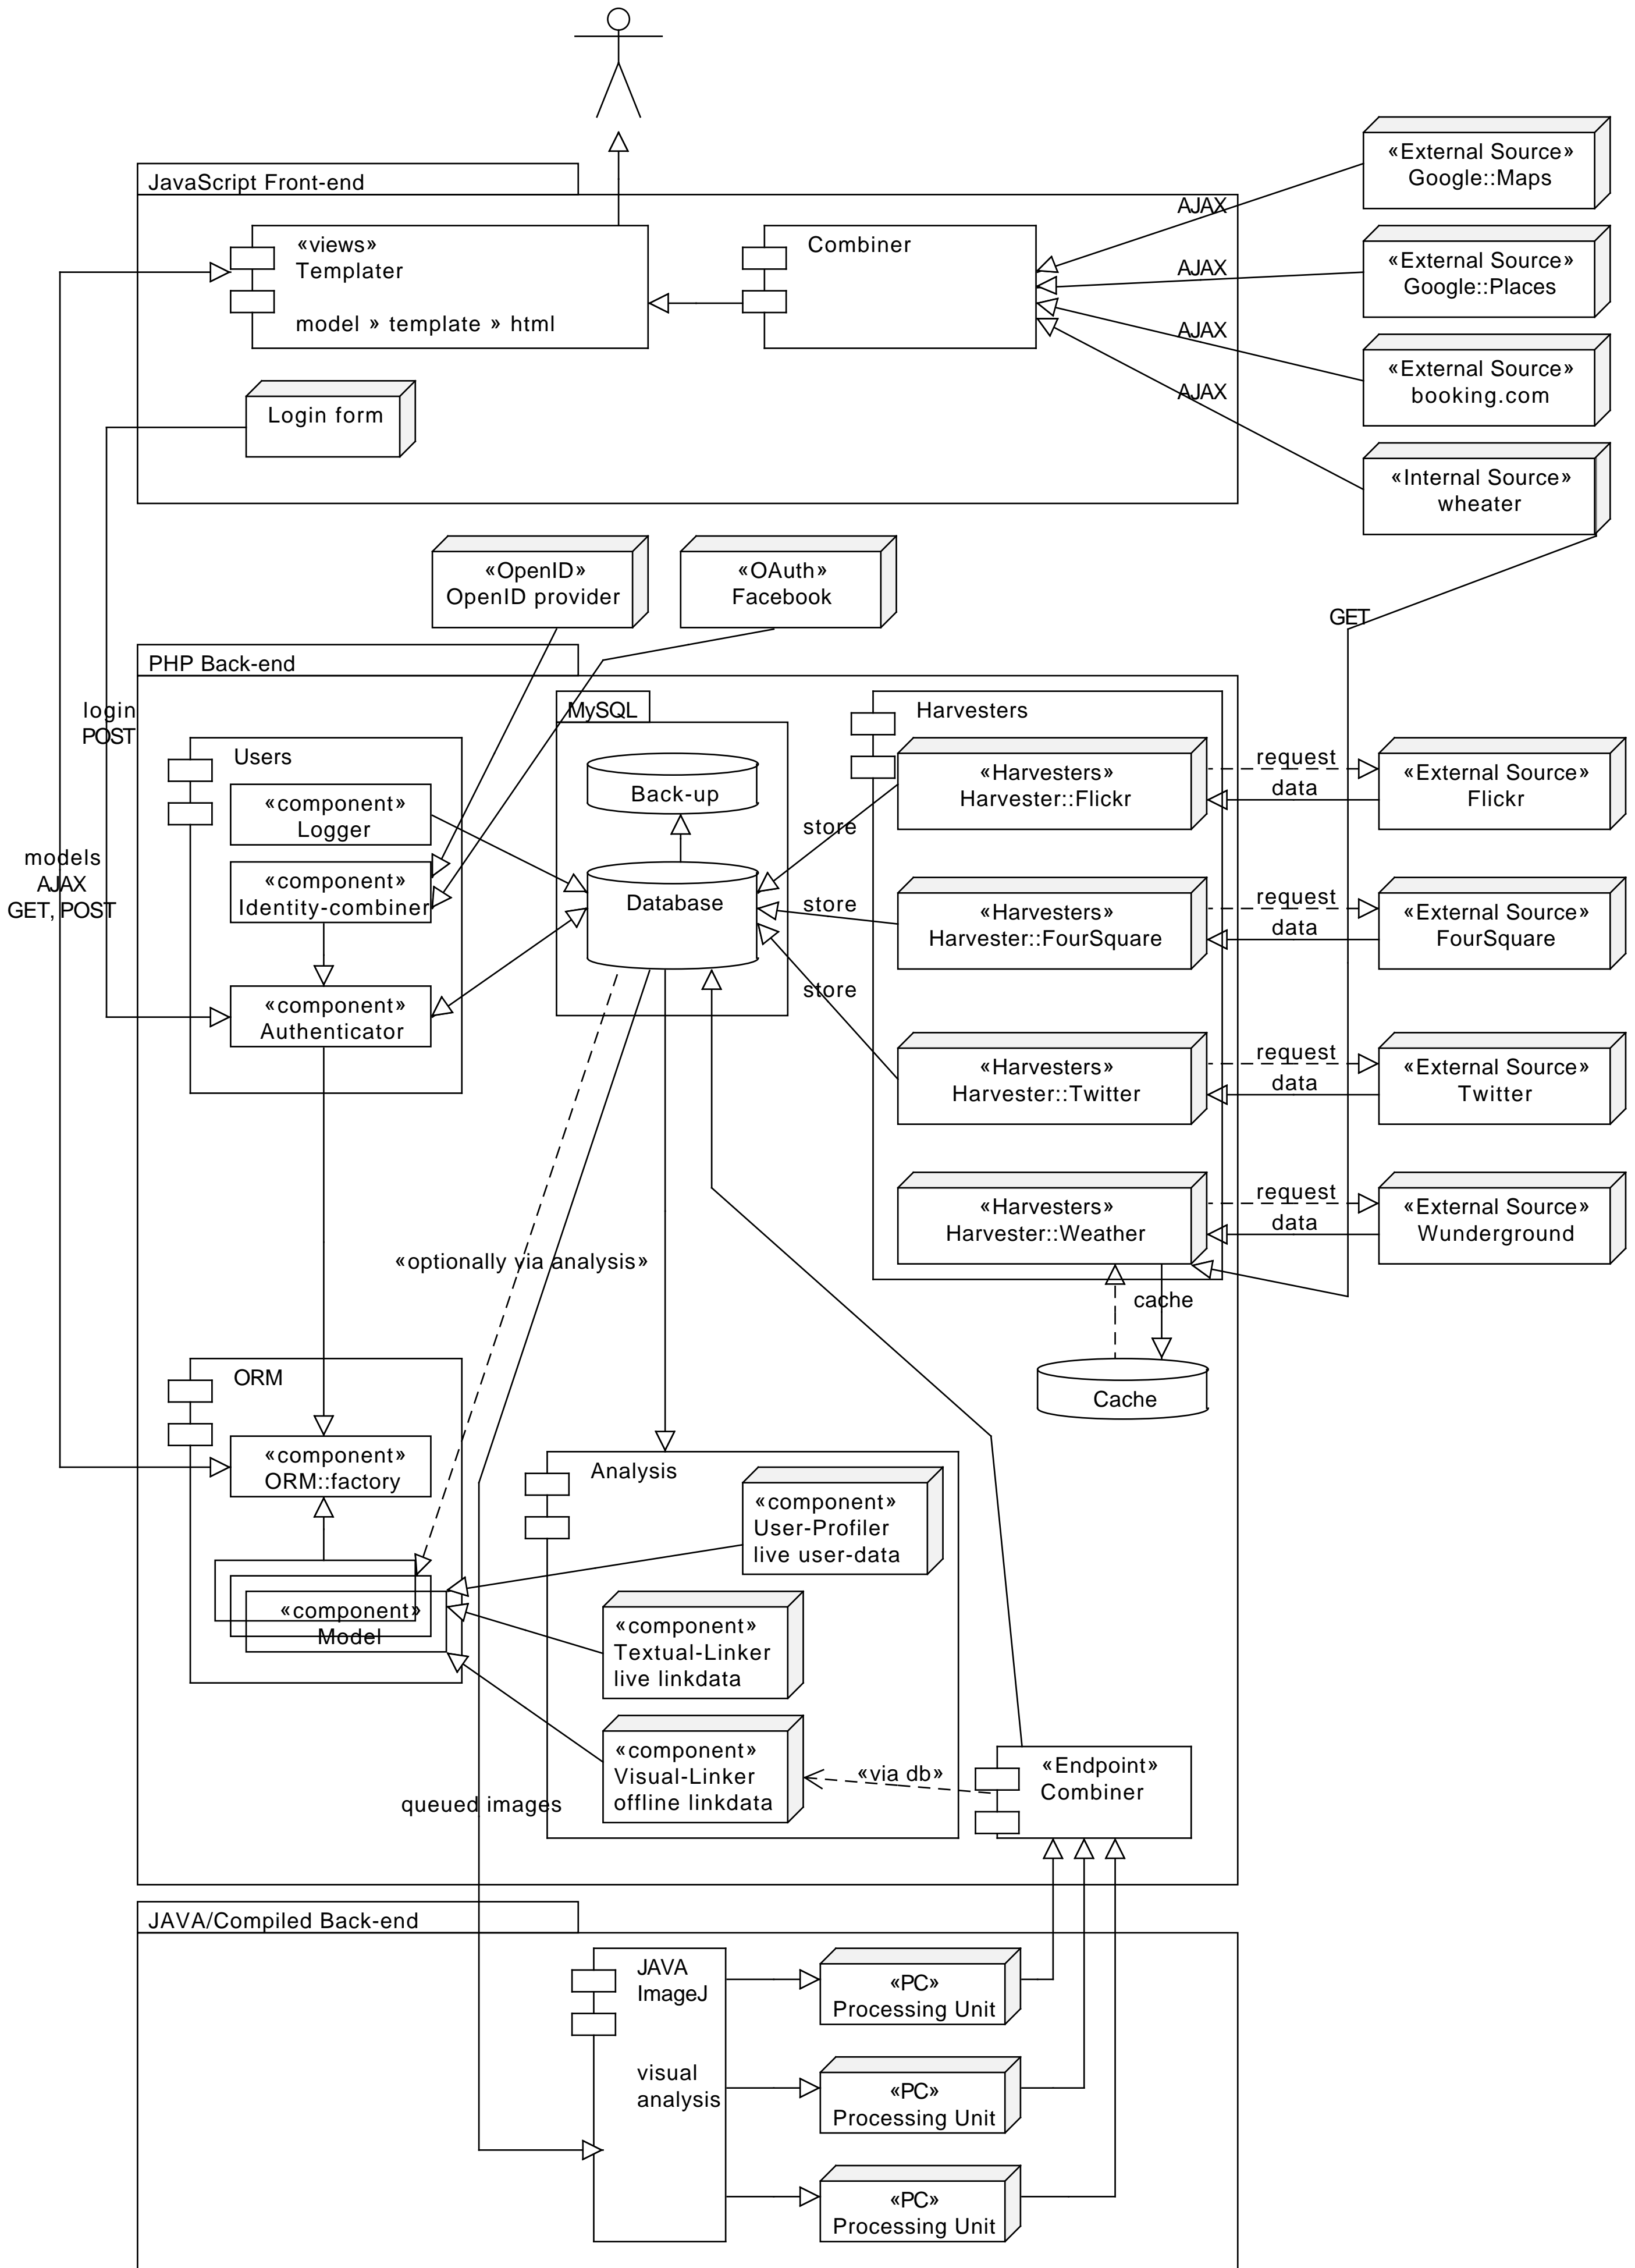 JavaScript Front-end
«views»
Templater
model » template » html
Combiner
Login form
AJAX
AJAX
AJAX
AJAX
«External Source»
Google::Maps
«External Source»
Google::Places
«External Source»
booking.com
«Internal Source»
wheater
GET
«OpenID»
OpenID provider
«OAuth»
Facebook
login
POST
models
AJAX
GET, POST
PHP Back-end
Users
«component»
Logger
«component»
Identity-combiner
«component»
Authenticator
MySQL
Back-up
Database
store
store
store
Harvesters
«Harvesters»
Harvester::Flickr
«Harvesters»
Harvester::FourSquare
«Harvesters»
Harvester::Twitter
«Harvesters»
Harvester::Weather
request
data
request
data
request
data
request
data
«External Source»
Flickr
«External Source»
FourSquare
«External Source»
Twitter
«External Source»
Wunderground
cache
Cache
«optionally via analysis»
ORM
«component»
ORM::factory
«component»
Model
Analysis
«component»
User-Profiler
live user-data
«component»
Textual-Linker
live linkdata
«component»
Visual-Linker
offline linkdata
«via db»
«Endpoint»
Combiner
queued images
JAVA/Compiled Back-end
JAVA
ImageJ
visual
analysis
«PC»
Processing Unit
«PC»
Processing Unit
«PC»
Processing Unit